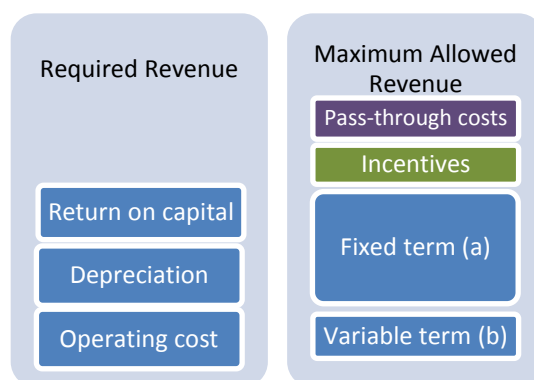 Required Revenue
Return on capital
Depreciation
Operating cost
Maximum Allowed
Revenue
Pass-through costs
Incentives
Fixed term (a)
Variable term (b)